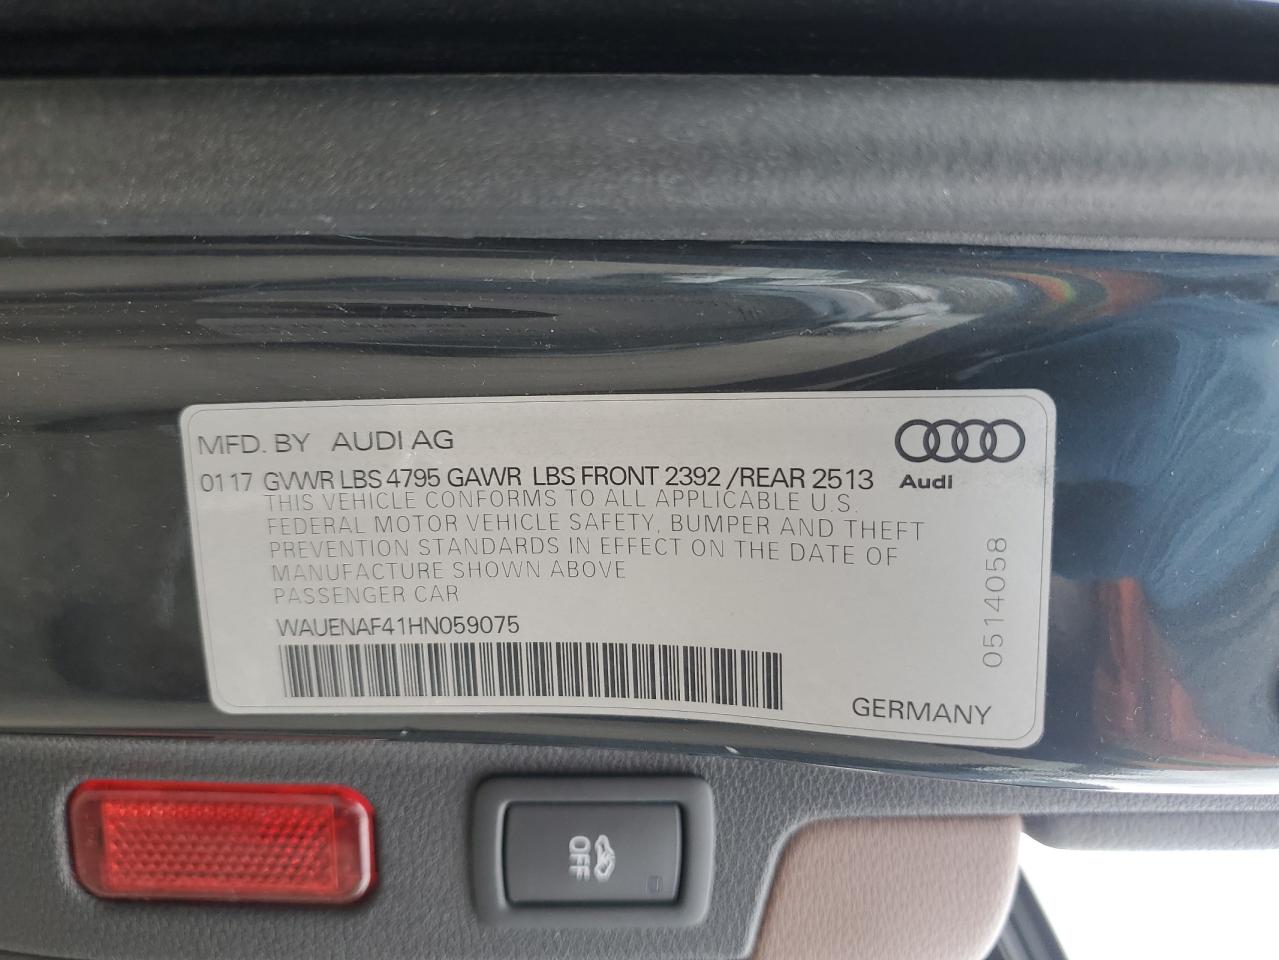 MFD. BY AUDI AG
0117 GVWR LBS 4795 GAWR LBS FRONT 2392 /REAR 2513
Audi
THIS VEHICLE CONFORMS TO ALL APPLICABLE U.S.
FEDERAL MOTOR VEHICLE SAFETY, BUMPER AND THEFT
PREVENTION STANDARDS IN EFFECT ON THE DATE OF
MANUFACTURE SHOWN ABOVE
PASSENGER CAR
WAUENAF41HN059075
0514058
GERMANY
OFF